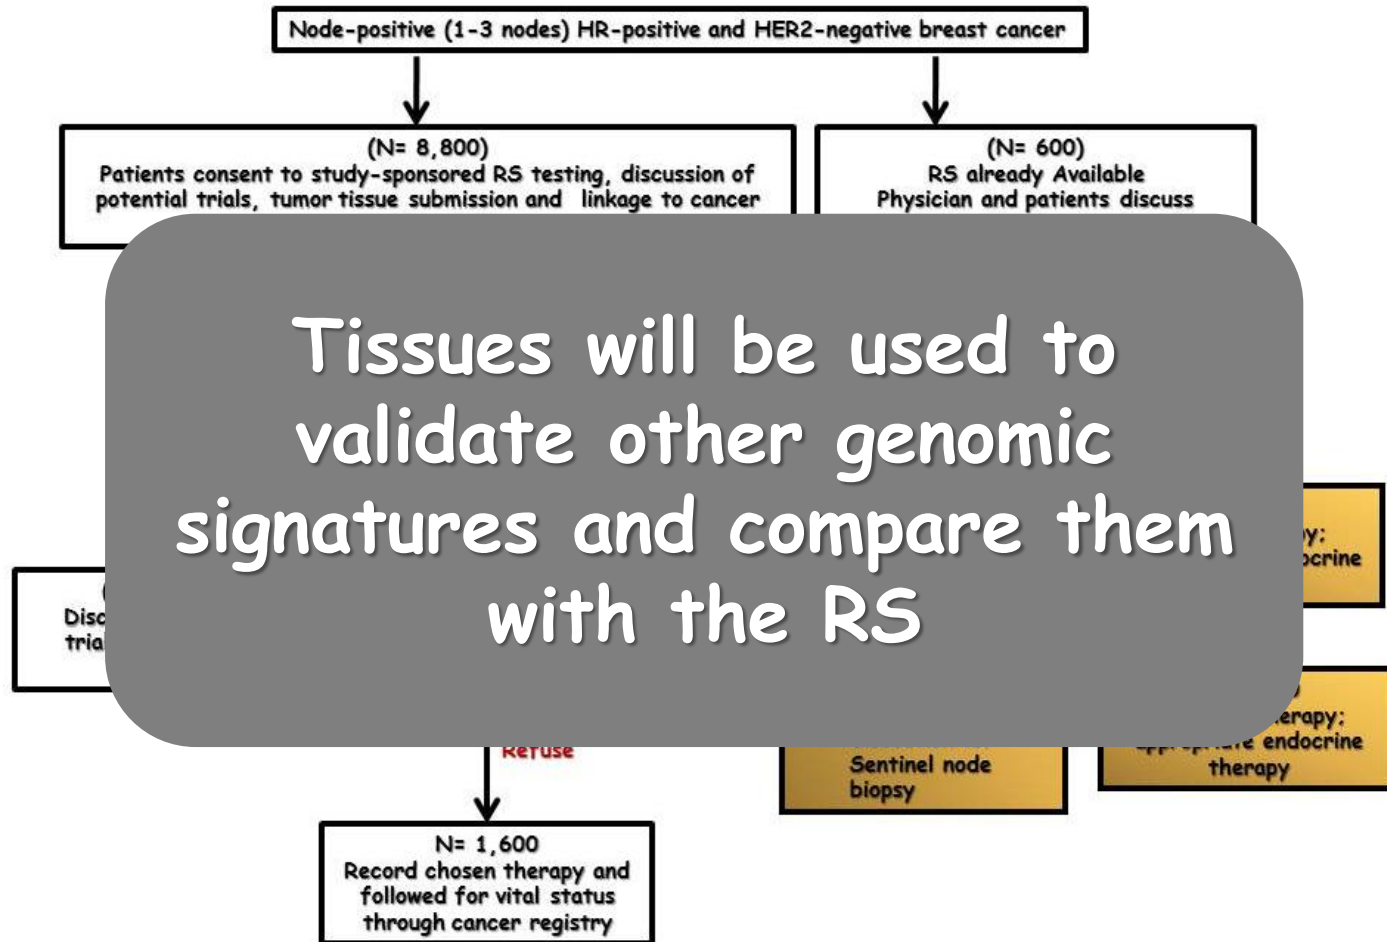 Node-positive (1-3 nodes) HR-positive and HER2-negative breast cancer
(N= 8,800)
Patients consent to study-sponsored RS testing, discussion of
potential trials, tumor tissue submission and linkage to cancer
(N= 600)
RS already Available
Physician and patients discuss
Tissues will be used to
validate other genomic
signatures and compare them
with the RS
Refuse
Sentinel node
biopsy
endocrine
therapy
N= 1,600
Record chosen therapy and
followed for vital status
through cancer registry